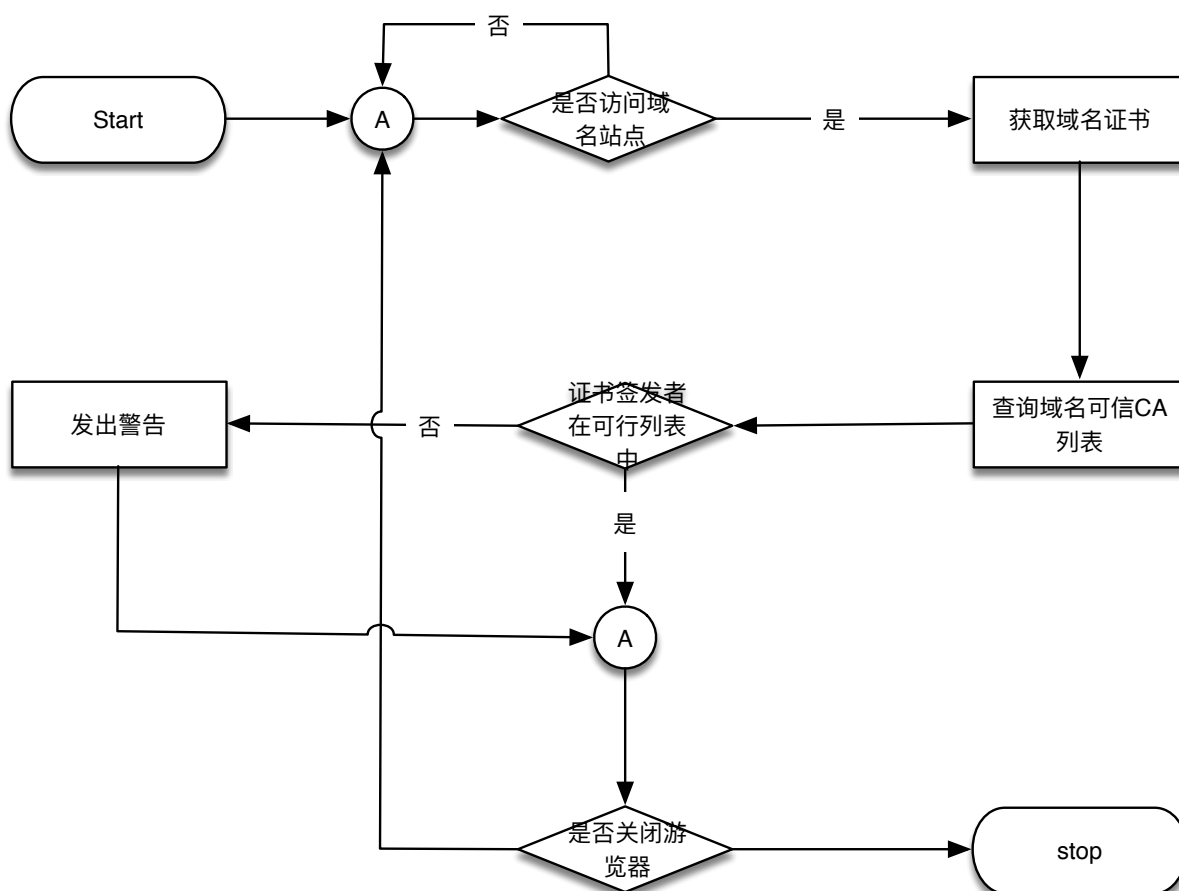 否
Start
A
是否访问域
名站点
是
获取域名证书
发出警告
否
证书签发者
在可行列表
中
查询域名可信CA
列表
是
A
是否关闭游
览器
stop